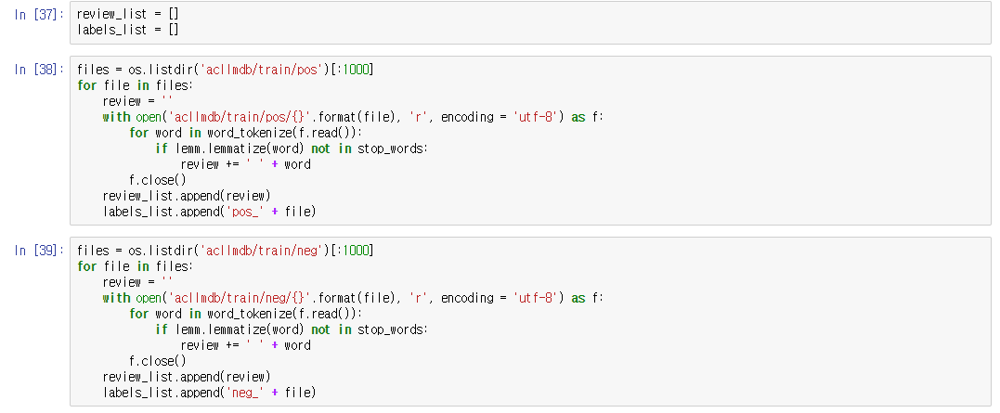 In [37]:
review_list = []
labels_list = []
In [38]:
files = os.listdir('acllmdb/train/pos')[:1000]
for file in files:
    review = ''
    with open('acllmdb/train/pos/{}'.format(file), 'r', encoding = 'utf-8') as f:
        for word in word_tokenize(f.read()):
            if lemm.lemmatize(word) not in stop_words:
                review += ' ' + word
        f.close()
    review_list.append(review)
    labels_list.append('pos_' + file)
In [39]:
files = os.listdir('acllmdb/train/neg')[:1000]
for file in files:
    review = ''
    with open('acllmdb/train/neg/{}'.format(file), 'r', encoding = 'utf-8') as f:
        for word in word_tokenize(f.read()):
            if lemm.lemmatize(word) not in stop_words:
                review += ' ' + word
        f.close()
    review_list.append(review)
    labels_list.append('neg_' + file)